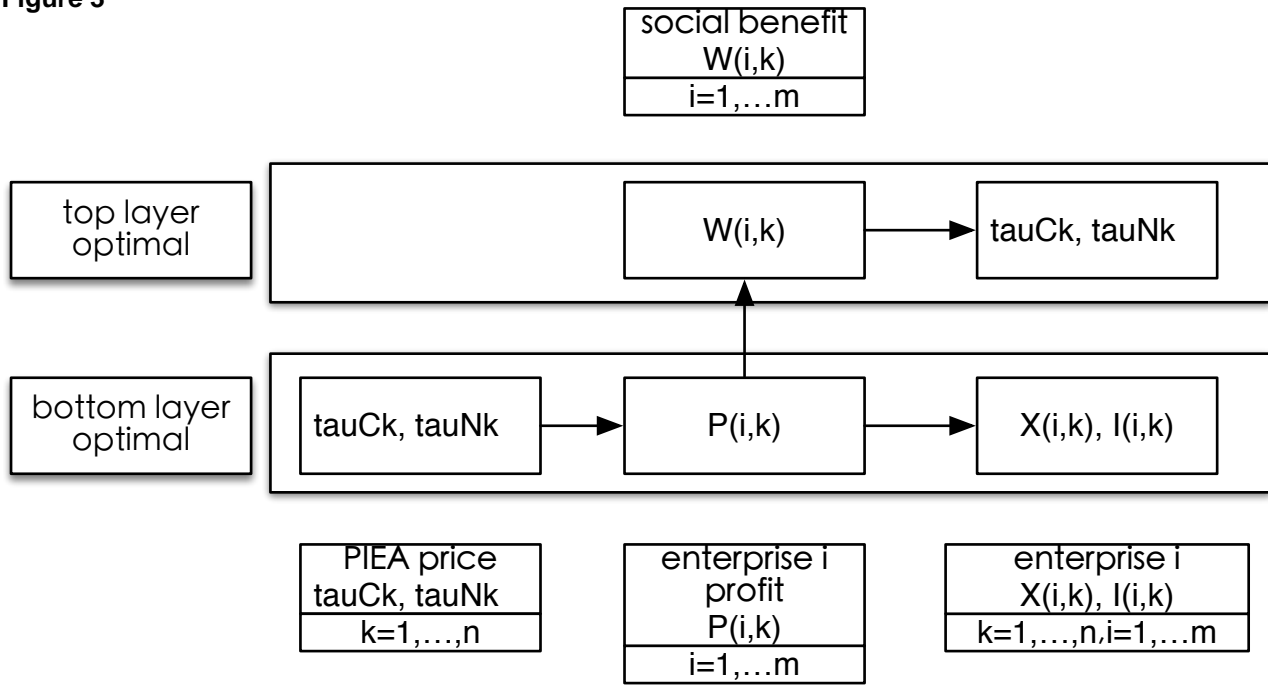 Figure 3
social benefit
W(i,k)
i=1,…m
top layer
optimal
W(i,k)
tauCk, tauNk
bottom layer
optimal
tauCk, tauNk
P(i,k)
X(i,k), I(i,k)
PIEA price
tauCk, tauNk
k=1,…,n
enterprise i
profit
P(i,k)
i=1,…m
enterprise i
X(i,k), I(i,k)
k=1,…,n,i=1,…m